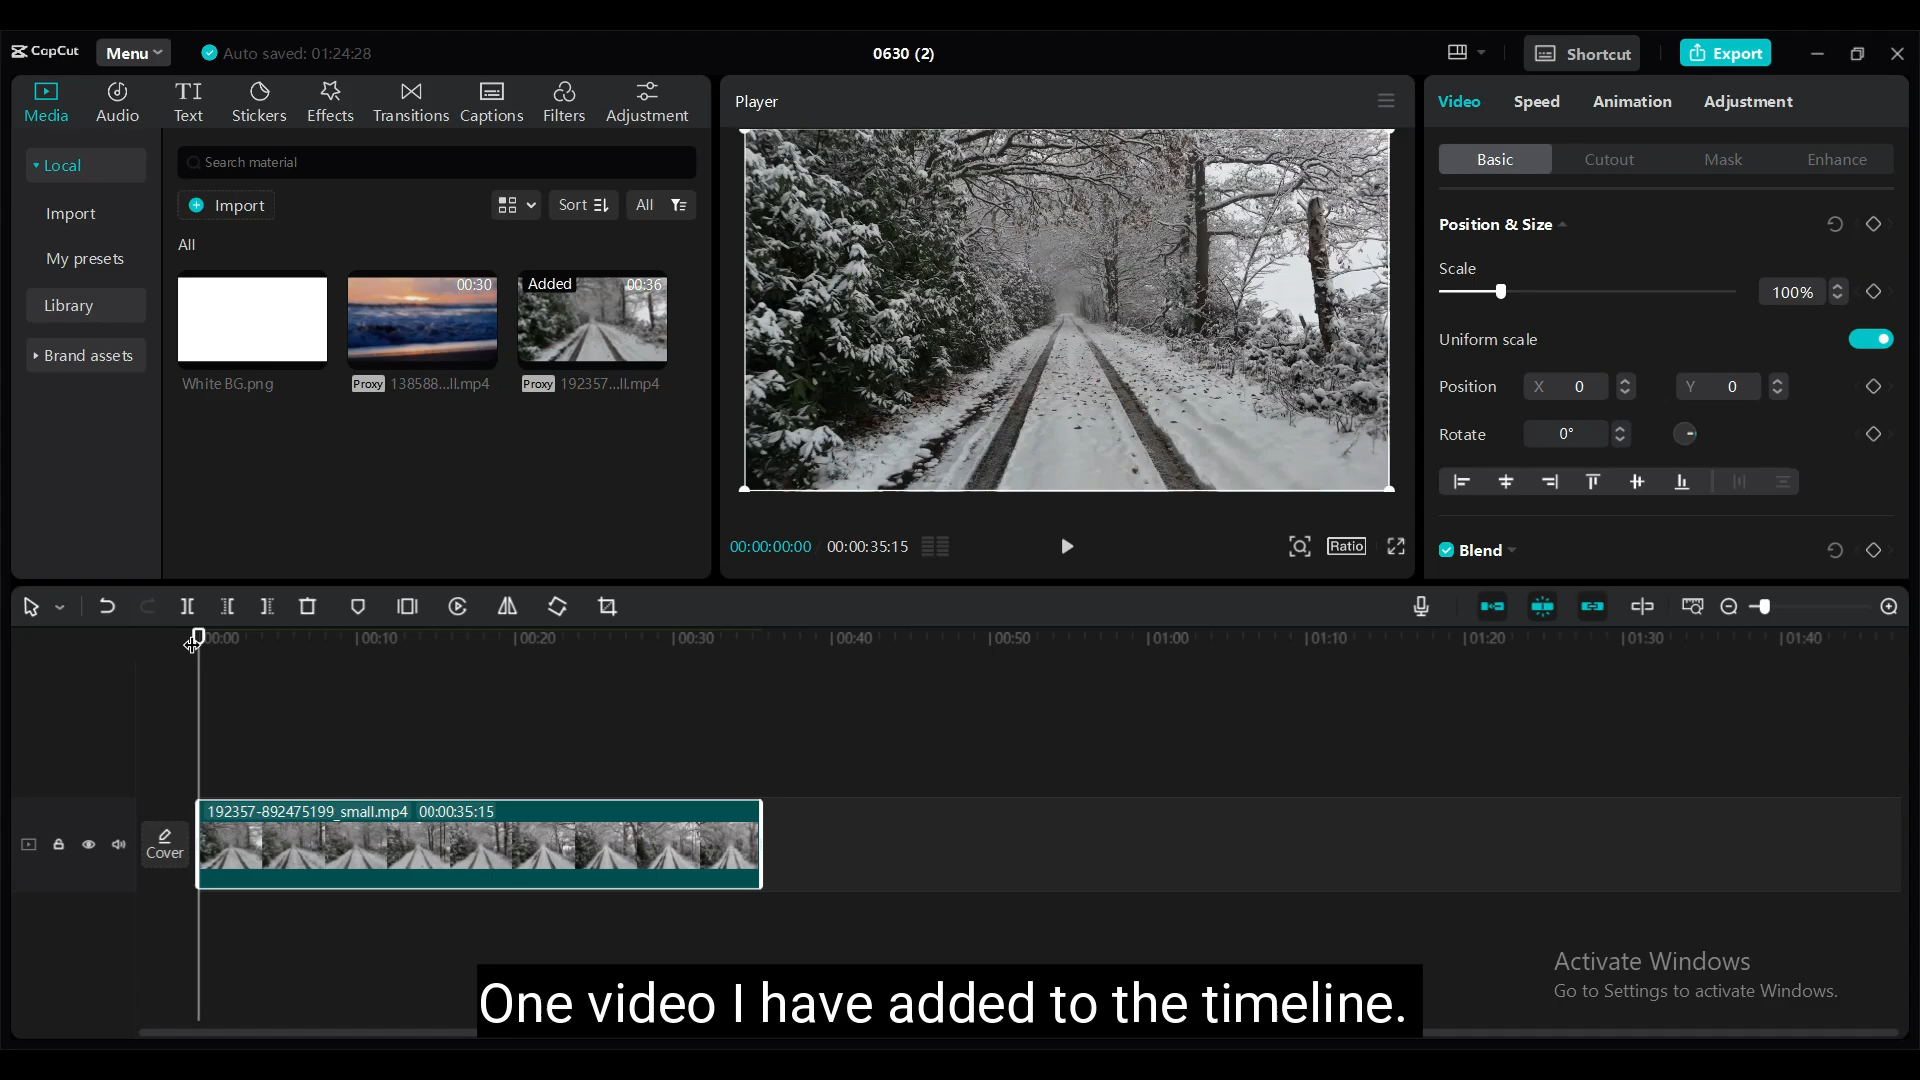 CapCut
Menu
Auto saved: 01:24:28
0630 (2)
Shortcut
Export
Media
Audio
Text
Stickers
Effects
Transitions
Captions
Filters
Adjustment
Local
Import
My presets
Library
Brand assets
Search material
Import
Sort
All
All
00:30
Added
00:36
White BG.png
Proxy 138588...ll.mp4
Proxy 192357...ll.mp4
Player
00:00:00:00
00:00:35:15
Ratio
Video
Speed
Animation
Adjustment
Basic
Cutout
Mask
Enhance
Position & Size
Scale
100%
Uniform scale
Position
X 0
Y 0
Rotate
0°
Blend
00:00
00:10
00:20
00:30
00:40
00:50
01:00
01:10
01:20
01:30
01:40
192357-892475199_small.mp4 00:00:35:15
Cover
Activate Windows
Go to Settings to activate Windows.
One video I have added to the timeline.